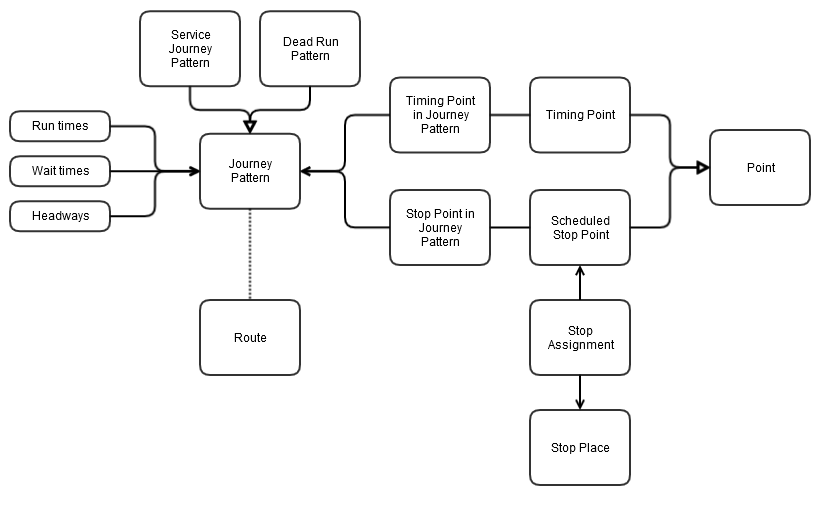 Service
Journey
Pattern
Dead Run
Pattern
Run times
Wait times
Headways
Journey
Pattern
Timing Point
in Journey
Pattern
Timing Point
Point
Stop Point in
Journey
Pattern
Scheduled
Stop Point
Route
Stop
Assignment
Stop Place